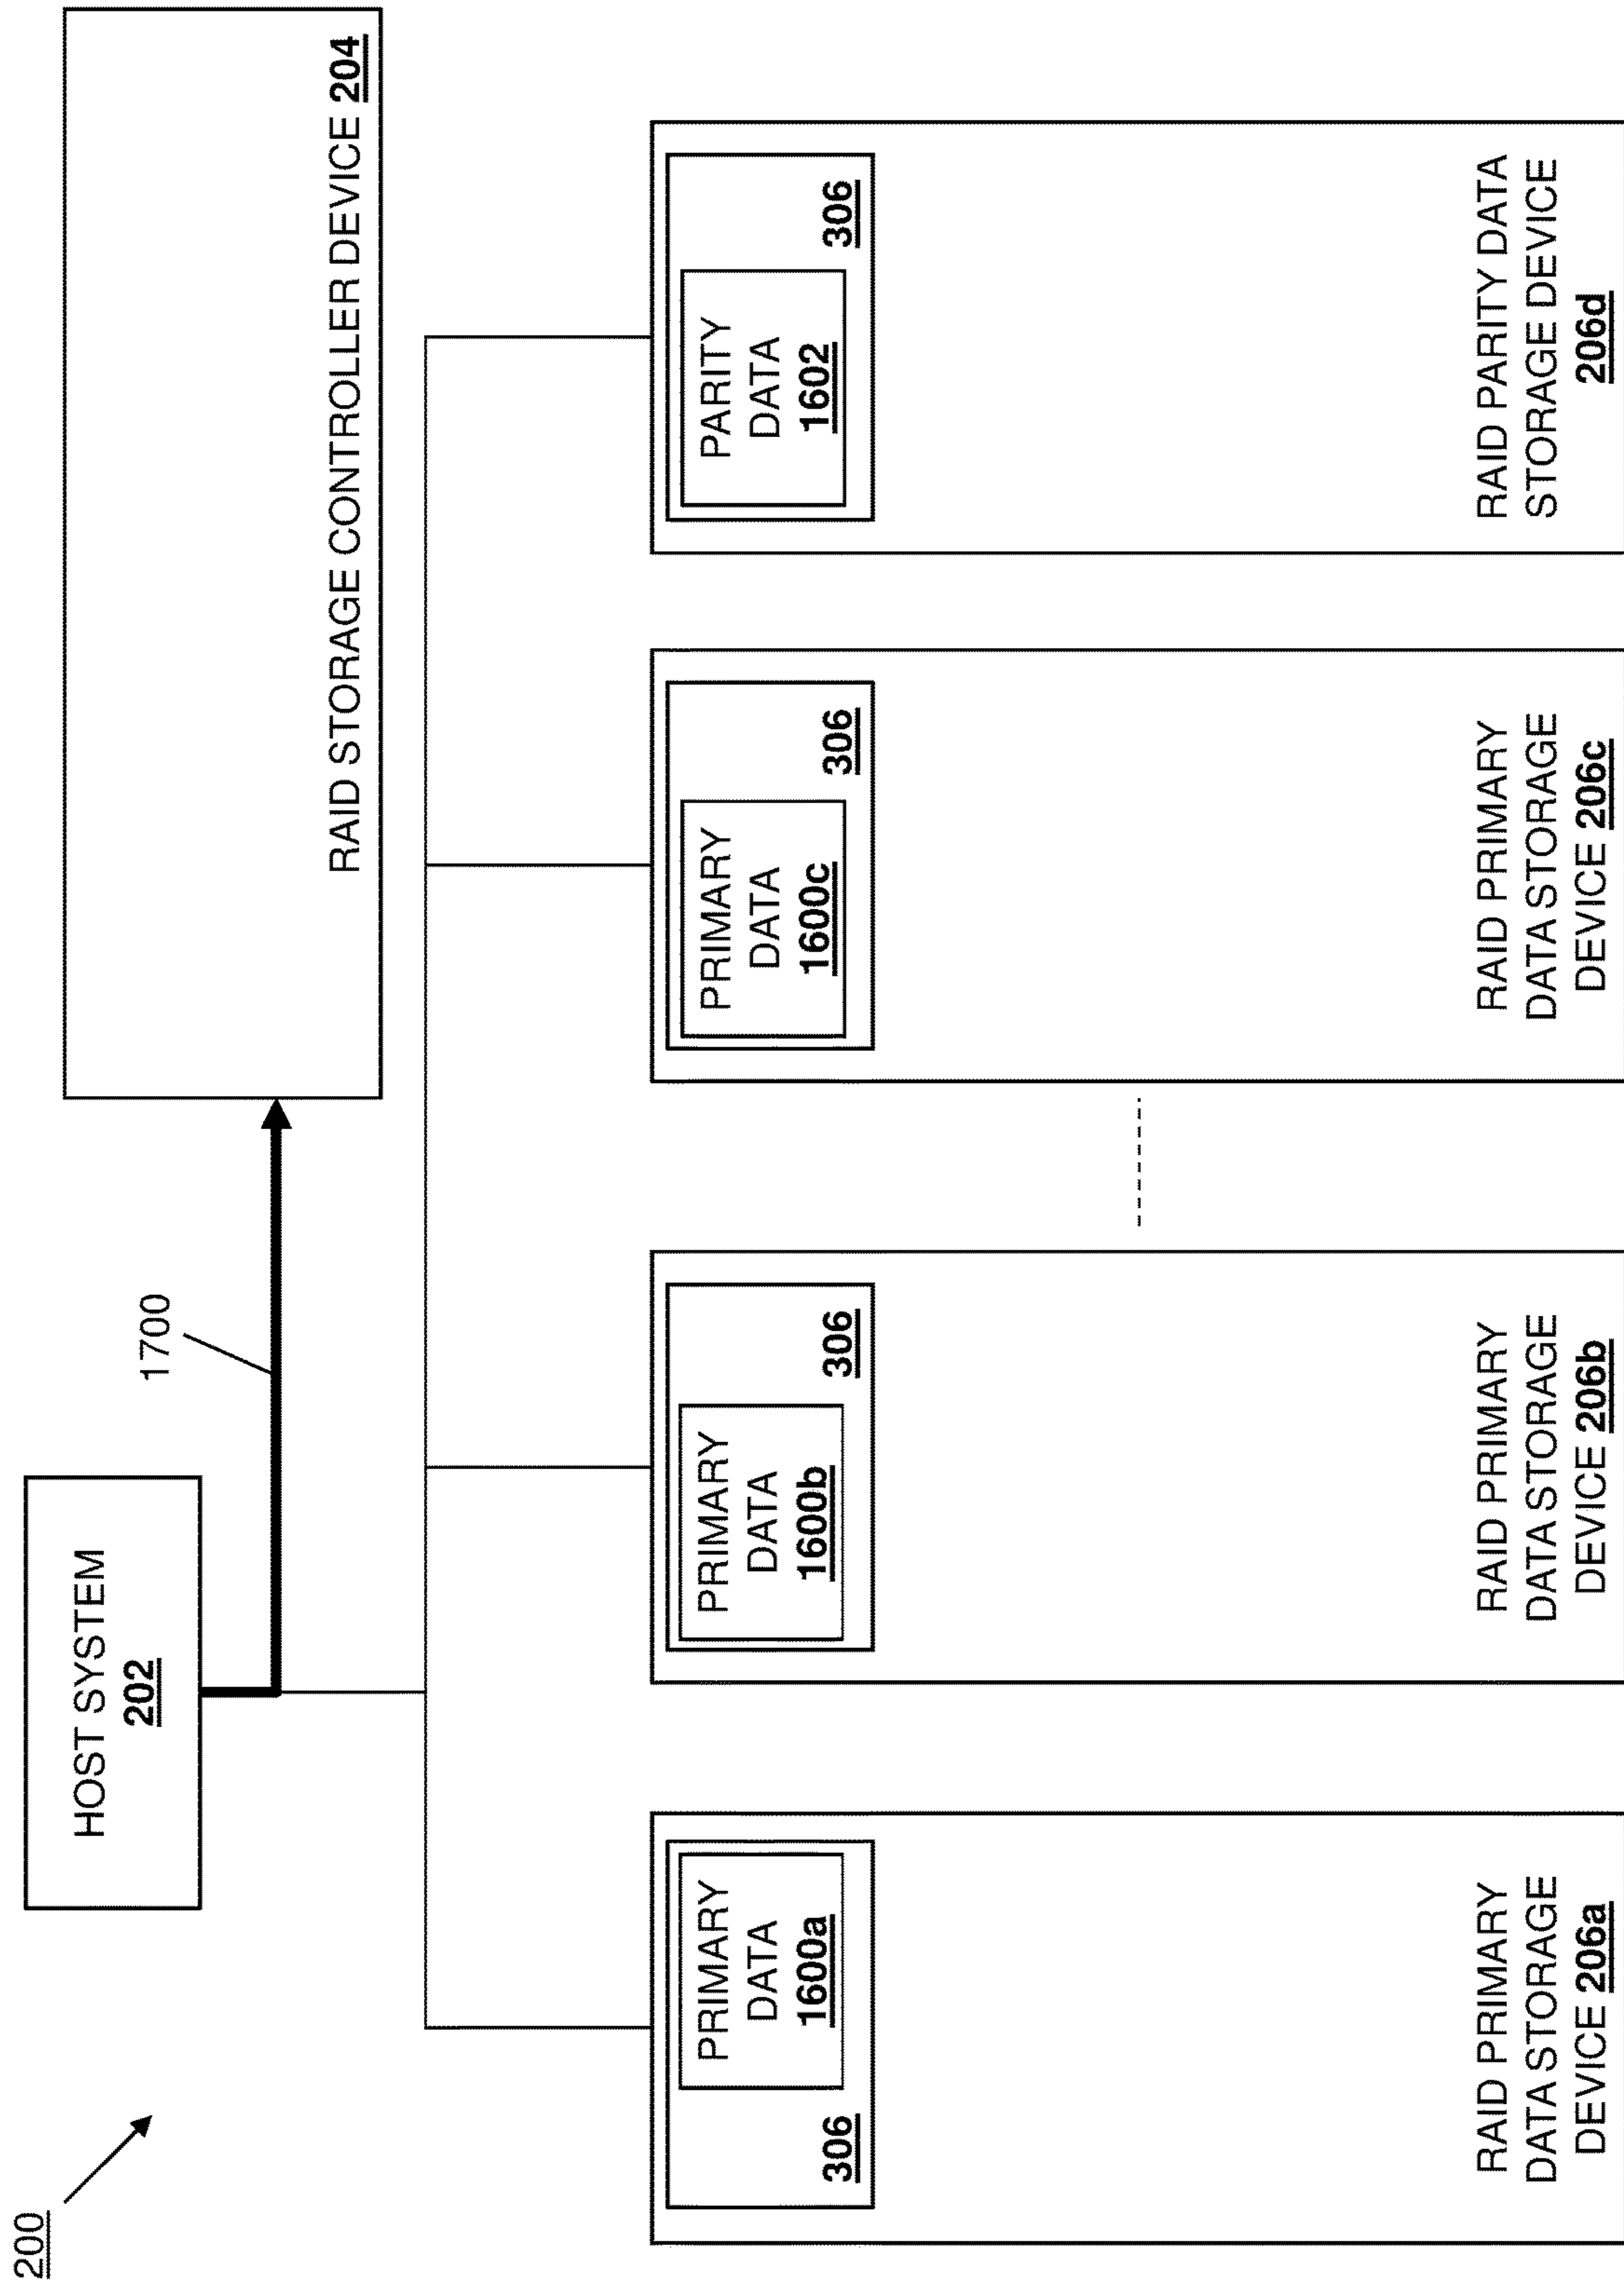 200
HOST SYSTEM
202
1700
RAID STORAGE CONTROLLER DEVICE 204
PRIMARY
DATA
1600a
306
RAID PRIMARY
DATA STORAGE
DEVICE 206a
PRIMARY
DATA
1600b
306
RAID PRIMARY
DATA STORAGE
DEVICE 206b
PRIMARY
DATA
1600c
306
RAID PRIMARY
DATA STORAGE
DEVICE 206c
PARITY
DATA
1602
306
RAID PARITY DATA
STORAGE DEVICE
206d